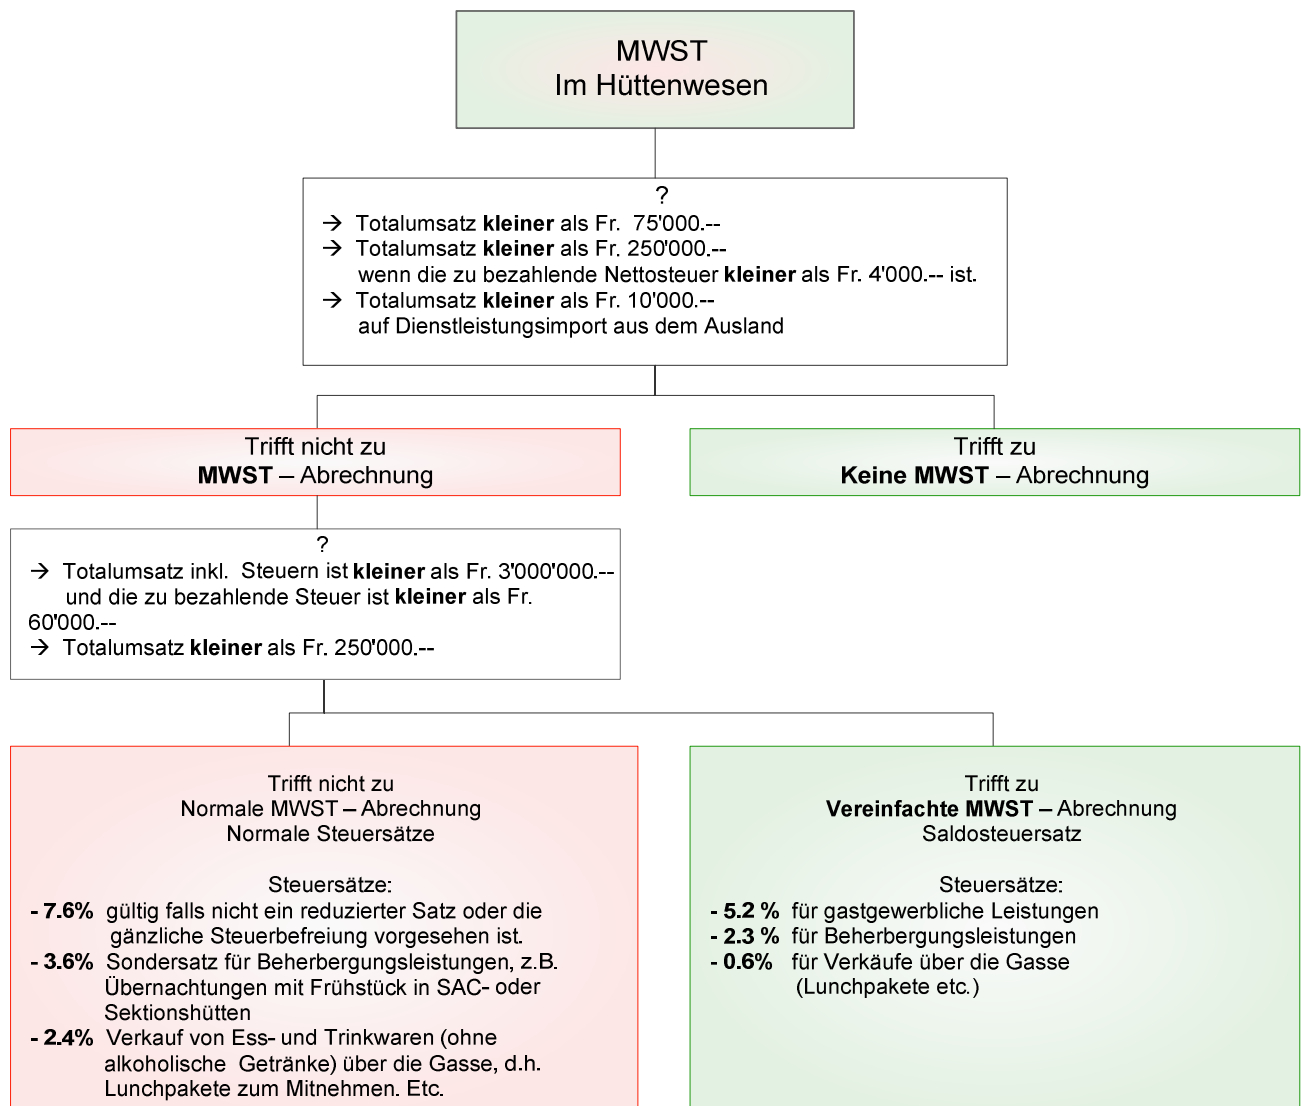 MWST
Im Hüttenwesen
?
→ Totalumsatz kleiner als Fr. 75'000.--
→ Totalumsatz kleiner als Fr. 250'000.--
wenn die zu bezahlende Nettosteuer kleiner als Fr. 4'000.-- ist.
→ Totalumsatz kleiner als Fr. 10'000.--
auf Dienstleistungsimport aus dem Ausland
Trifft nicht zu
MWST – Abrechnung
Trifft zu
Keine MWST – Abrechnung
?
→ Totalumsatz inkl. Steuern ist kleiner als Fr. 3'000'000.--
und die zu bezahlende Steuer ist kleiner als Fr.
60'000.--
→ Totalumsatz kleiner als Fr. 250'000.--
Trifft nicht zu
Normale MWST – Abrechnung
Normale Steuersätze
Steuersätze:
- 7.6% gültig falls nicht ein reduzierter Satz oder die
gänzliche Steuerbefreiung vorgesehen ist.
- 3.6% Sondersatz für Beherbergungsleistungen, z.B.
Übernachtungen mit Frühstück in SAC- oder
Sektionshütten
- 2.4% Verkauf von Ess- und Trinkwaren (ohne
alkoholische Getränke) über die Gasse, d.h.
Lunchpakete zum Mitnehmen. Etc.
Trifft zu
Vereinfachte MWST – Abrechnung
Saldosteuersatz
Steuersätze:
- 5.2 % für gastgewerbliche Leistungen
- 2.3 % für Beherbergungsleistungen
- 0.6% für Verkäufe über die Gasse
(Lunchpakete etc.)